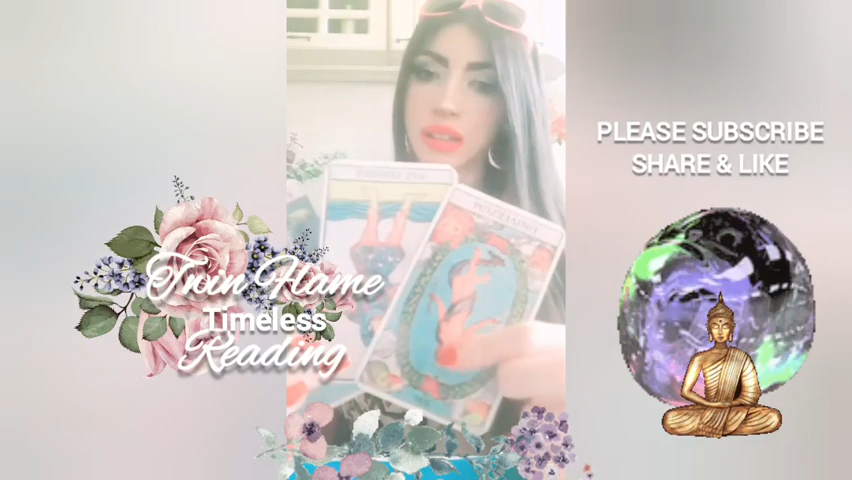 Twin Flame
Timeless
Reading
PLEASE SUBSCRIBE
SHARE & LIKE